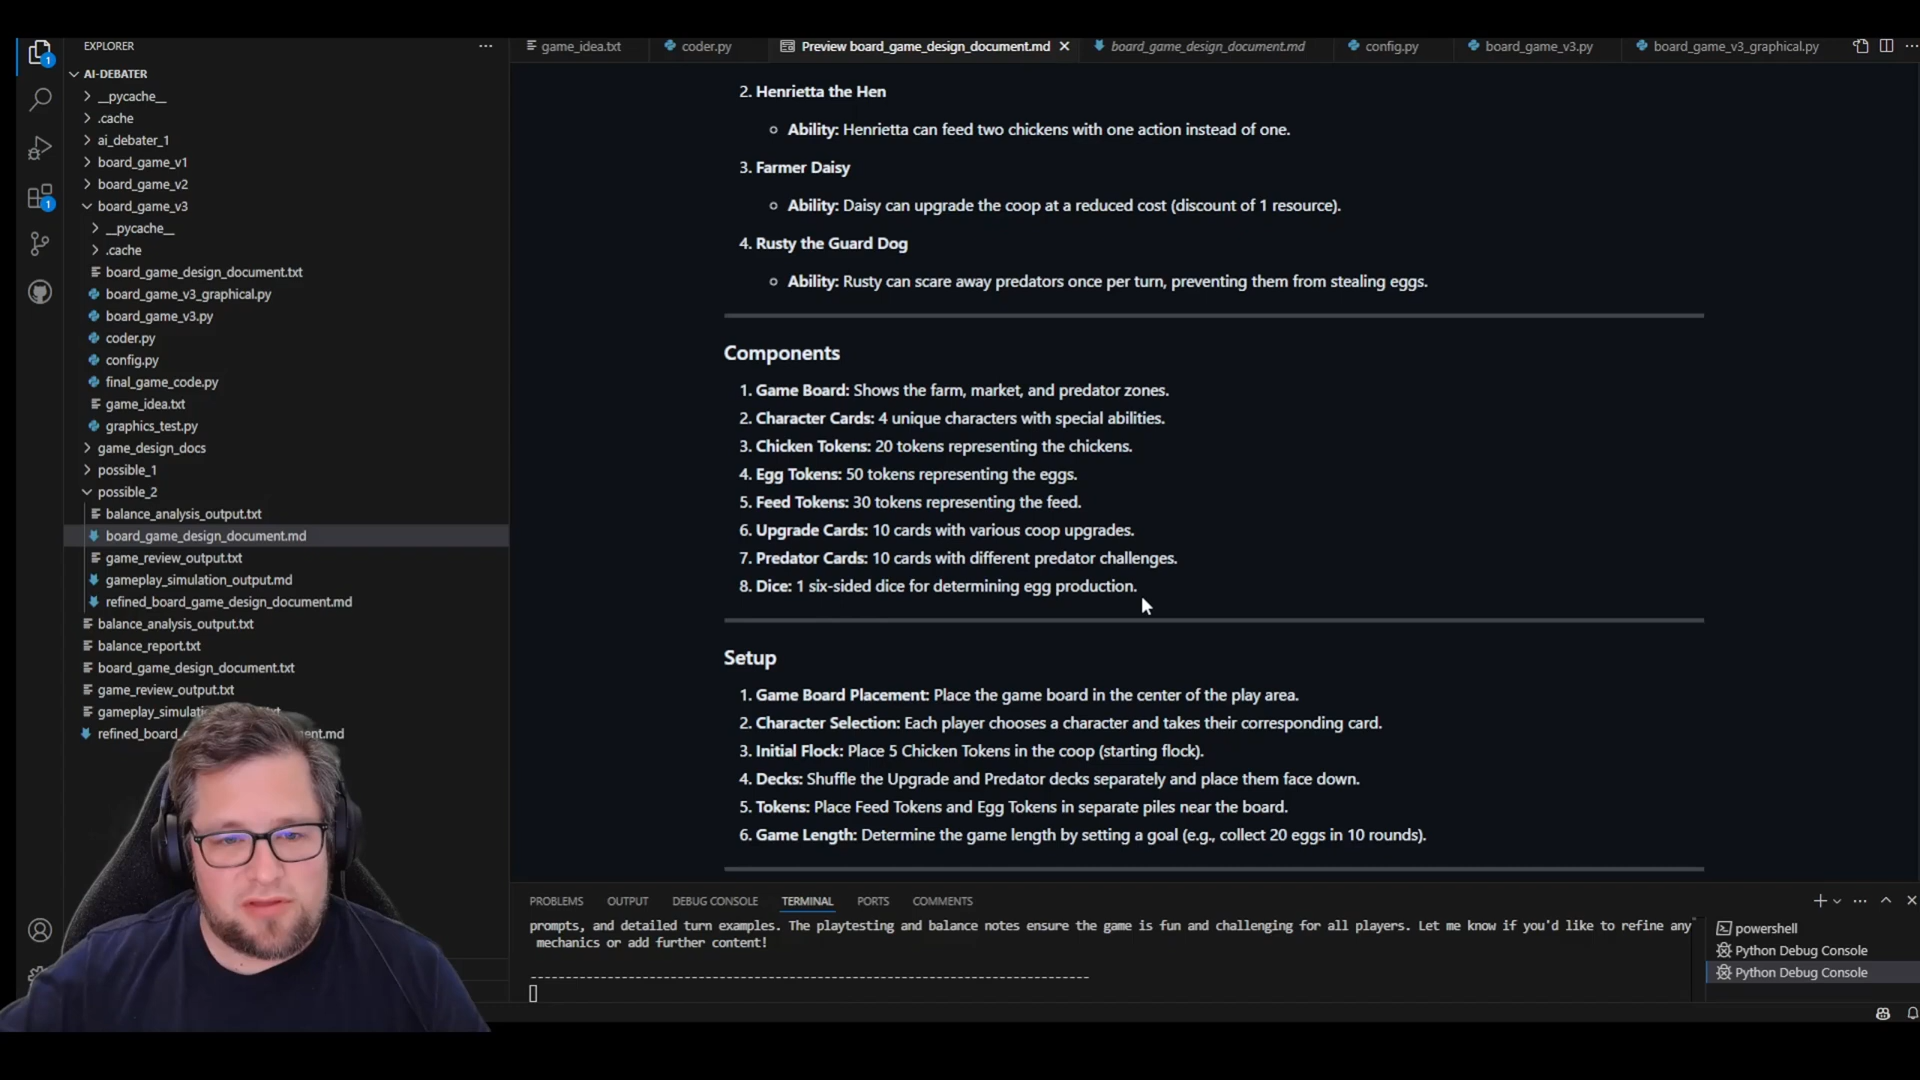 EXPLORER
AI-DEBATER
__pycache__
.cache
ai_debater_1
board_game_v1
board_game_v2
board_game_v3
__pycache__
.cache
board_game_design_document.txt
board_game_v3_graphical.py
board_game_v3.py
coder.py
config.py
final_game_code.py
game_idea.txt
graphics_test.py
game_design_docs
possible_1
possible_2
balance_analysis_output.txt
board_game_design_document.md
game_review_output.txt
gameplay_simulation_output.md
refined_board_game_design_document.md
balance_analysis_output.txt
balance_report.txt
board_game_design_document.txt
game_review_output.txt
1
1
game_idea.txt
coder.py
Preview board_game_design_document.md
board_game_design_document.md
config.py
board_game_v3.py
board_game_v3_graphical.py
2. Henrietta the Hen
Ability: Henrietta can feed two chickens with one action instead of one.
3. Farmer Daisy
Ability: Daisy can upgrade the coop at a reduced cost (discount of 1 resource).
4. Rusty the Guard Dog
Ability: Rusty can scare away predators once per turn, preventing them from stealing eggs.
Components
1. Game Board: Shows the farm, market, and predator zones.
2. Character Cards: 4 unique characters with special abilities.
3. Chicken Tokens: 20 tokens representing the chickens.
4. Egg Tokens: 50 tokens representing the eggs.
5. Feed Tokens: 30 tokens representing the feed.
6. Upgrade Cards: 10 cards with various coop upgrades.
7. Predator Cards: 10 cards with different predator challenges.
8. Dice: 1 six-sided dice for determining egg production.
Setup
1. Game Board Placement: Place the game board in the center of the play area.
2. Character Selection: Each player chooses a character and takes their corresponding card.
3. Initial Flock: Place 5 Chicken Tokens in the coop (starting flock).
4. Decks: Shuffle the Upgrade and Predator decks separately and place them face down.
5. Tokens: Place Feed Tokens and Egg Tokens in separate piles near the board.
6. Game Length: Determine the game length by setting a goal (e.g., collect 20 eggs in 10 rounds).
PROBLEMS OUTPUT DEBUG CONSOLE TERMINAL PORTS COMMENTS
prompts, and detailed turn examples. The playtesting and balance notes ensure the game is fun and challenging for all players. Let me know if you'd like to refine any
mechanics or add further content!
--------------------------------------------------------------------------------
powershell
Python Debug Console
Python Debug Console